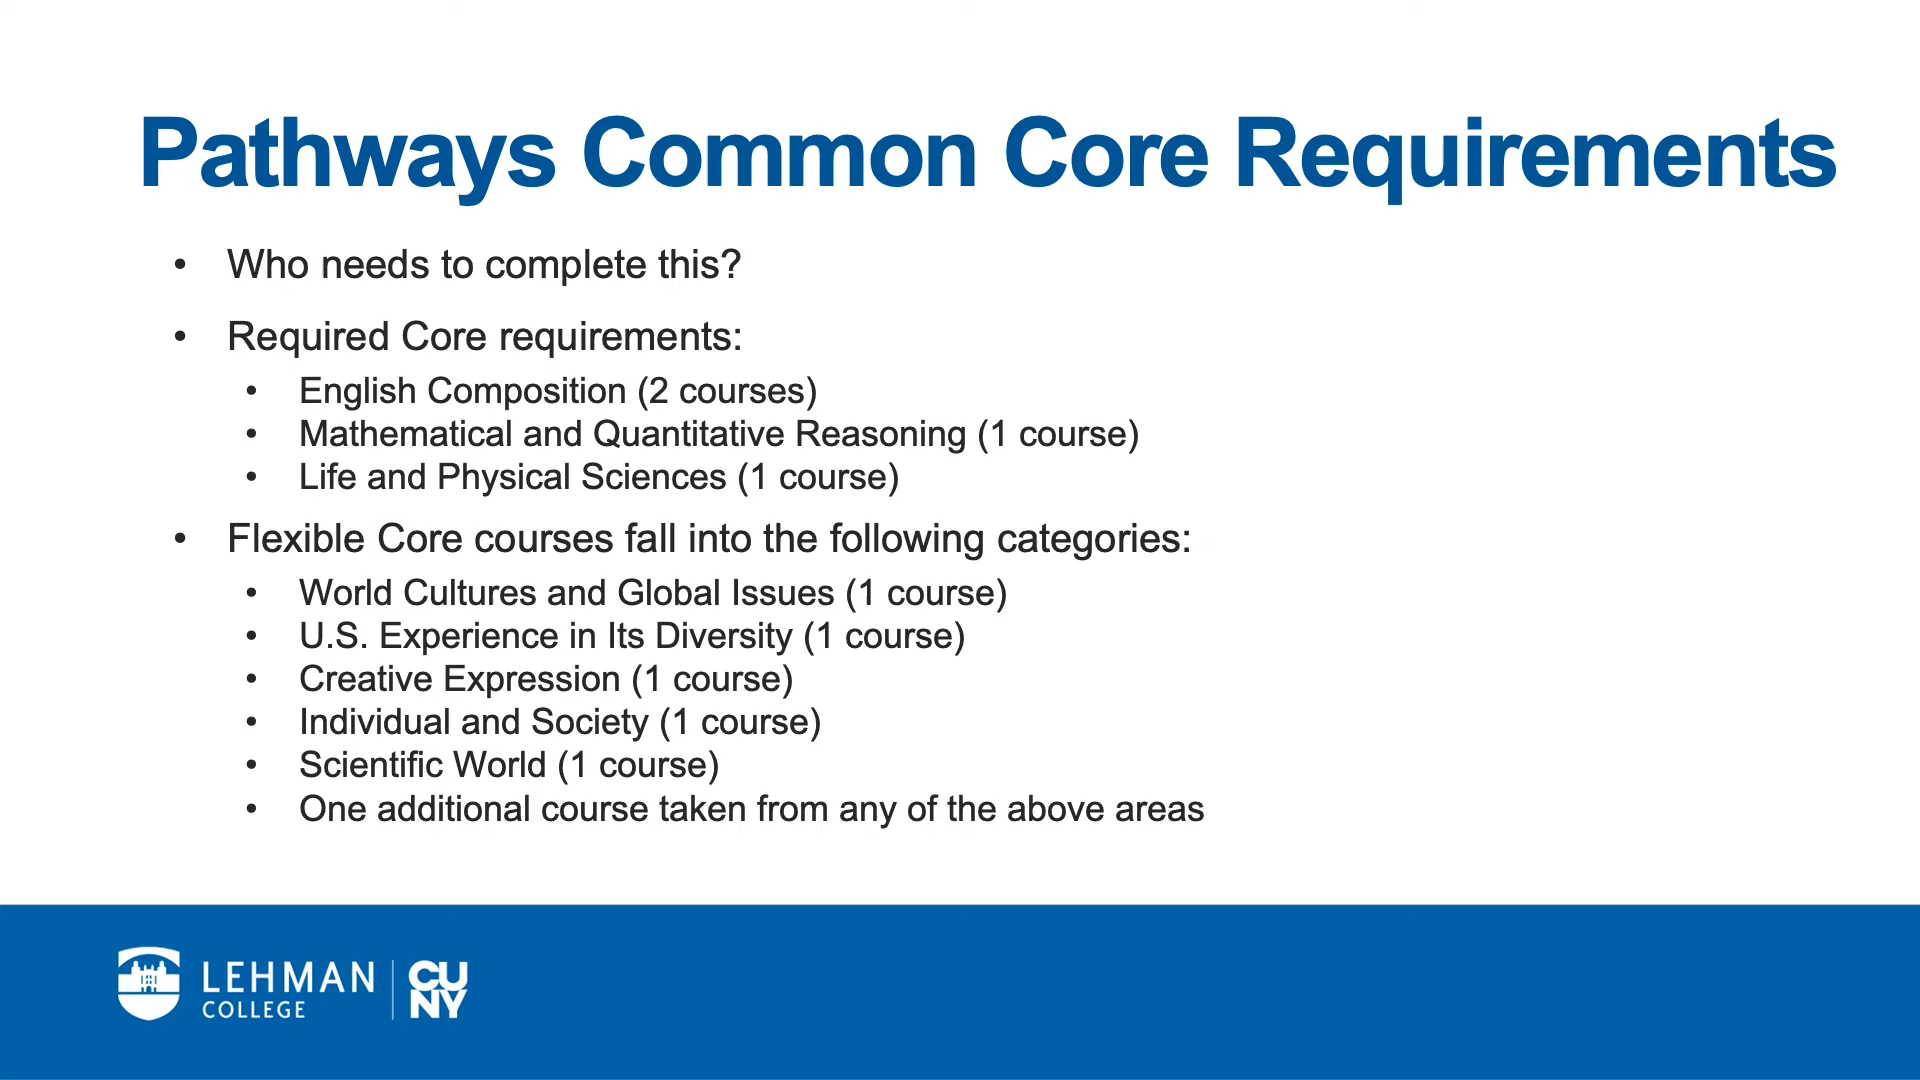 Pathways Common Core Requirements
• Who needs to complete this?
• Required Core requirements:
• English Composition (2 courses)
• Mathematical and Quantitative Reasoning (1 course)
• Life and Physical Sciences (1 course)
• Flexible Core courses fall into the following categories:
• World Cultures and Global Issues (1 course)
• U.S. Experience in Its Diversity (1 course)
• Creative Expression (1 course)
• Individual and Society (1 course)
• Scientific World (1 course)
• One additional course taken from any of the above areas
LEHMAN
COLLEGE
CU
NY